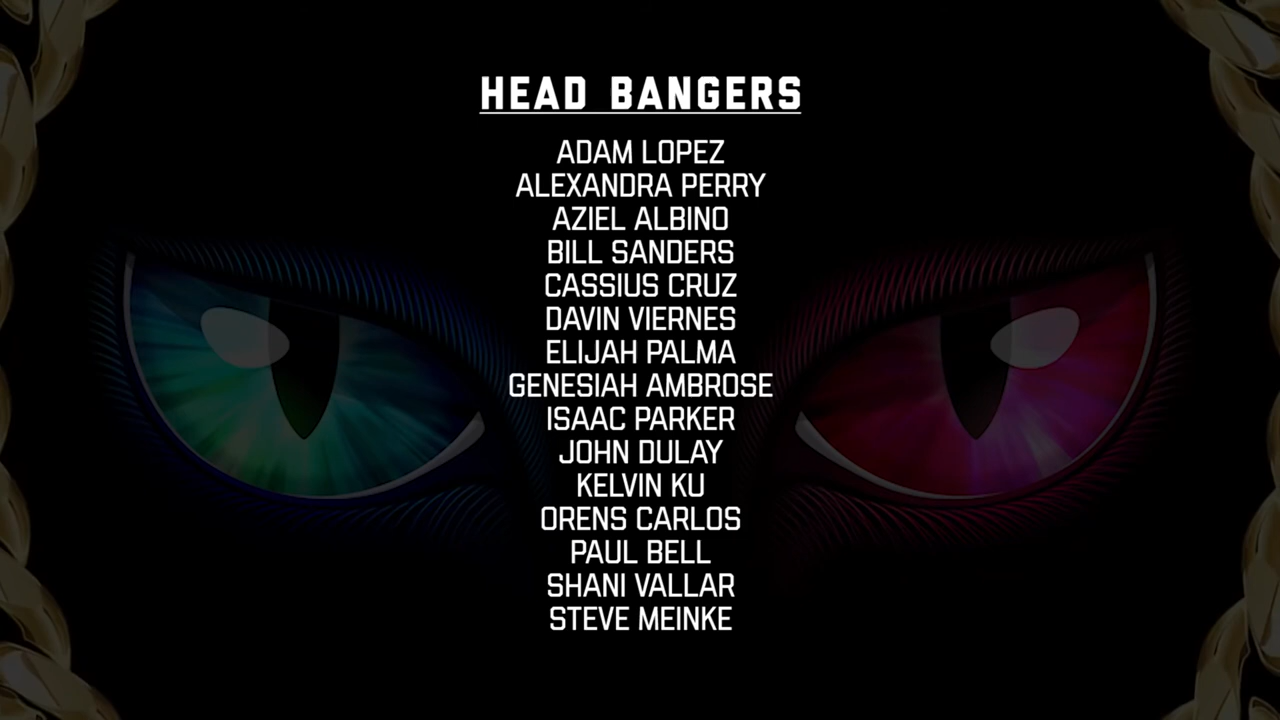 HEAD BANGERS
ADAM LOPEZ
ALEXANDRA PERRY
AZIEL ALBINO
BILL SANDERS
CASSIUS CRUZ
DAVIN VIERNES
ELIJAH PALMA
GENESIAH AMBROSE
ISAAC PARKER
JOHN DULAY
KELVIN KU
ORENS CARLOS
PAUL BELL
SHANI VALLAR
STEVE MEINKE